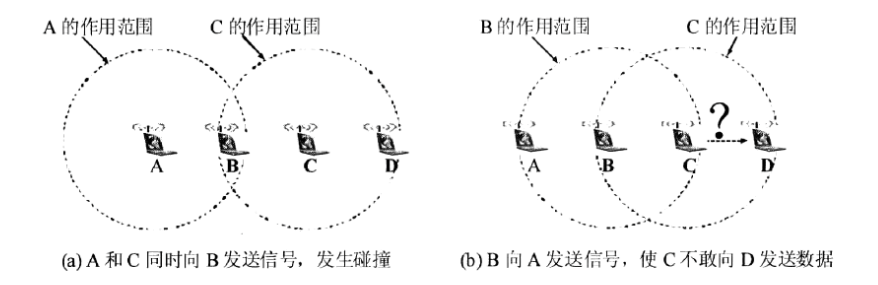 A 的作用范围
C 的作用范围
A
B
C
D
(a) A 和 C 同时向 B 发送信号，发生碰撞
B 的作用范围
C 的作用范围
?
A
B
C
D
(b) B 向 A 发送信号，使 C 不敢向 D 发送数据